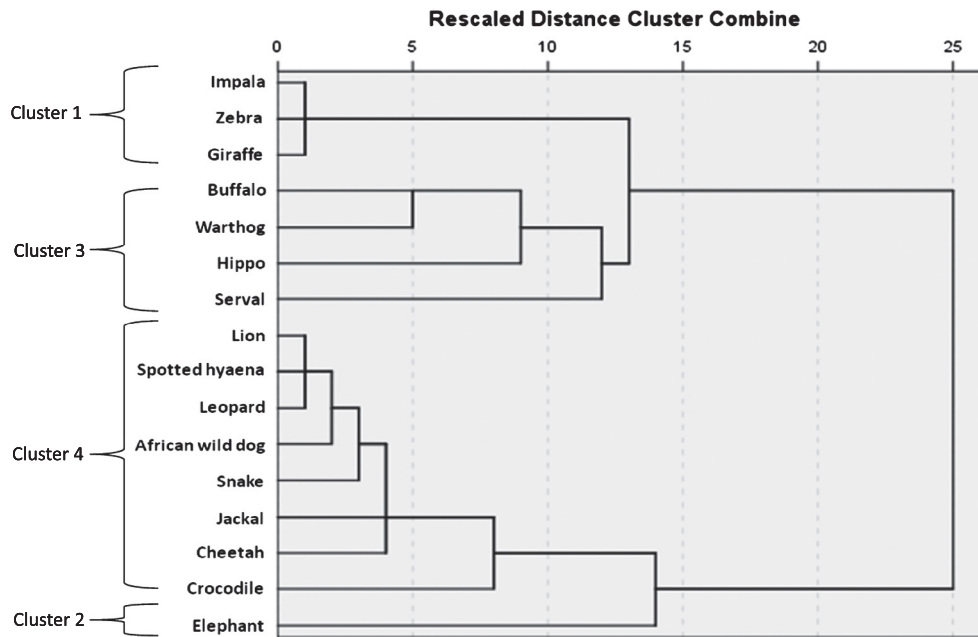 Rescaled Distance Cluster Combine
0 5 10 15 20 25
Cluster 1
Impala
Zebra
Giraffe
Cluster 3
Buffalo
Warthog
Hippo
Serval
Cluster 4
Lion
Spotted hyaena
Leopard
African wild dog
Snake
Jackal
Cheetah
Crocodile
Cluster 2
Elephant